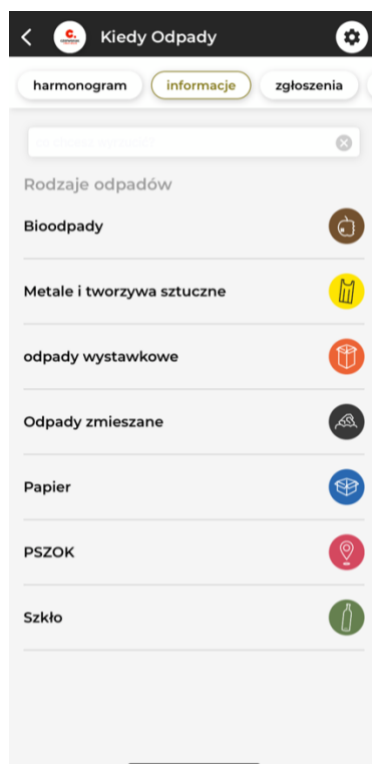 Kiedy Odpady
harmonogram informacje zgłoszenia
Rodzaje odpadów
Bioodpady
Metale i tworzywa sztuczne
odpady wystawkowe
Odpady zmieszane
Papier
PSZOK
Szkło